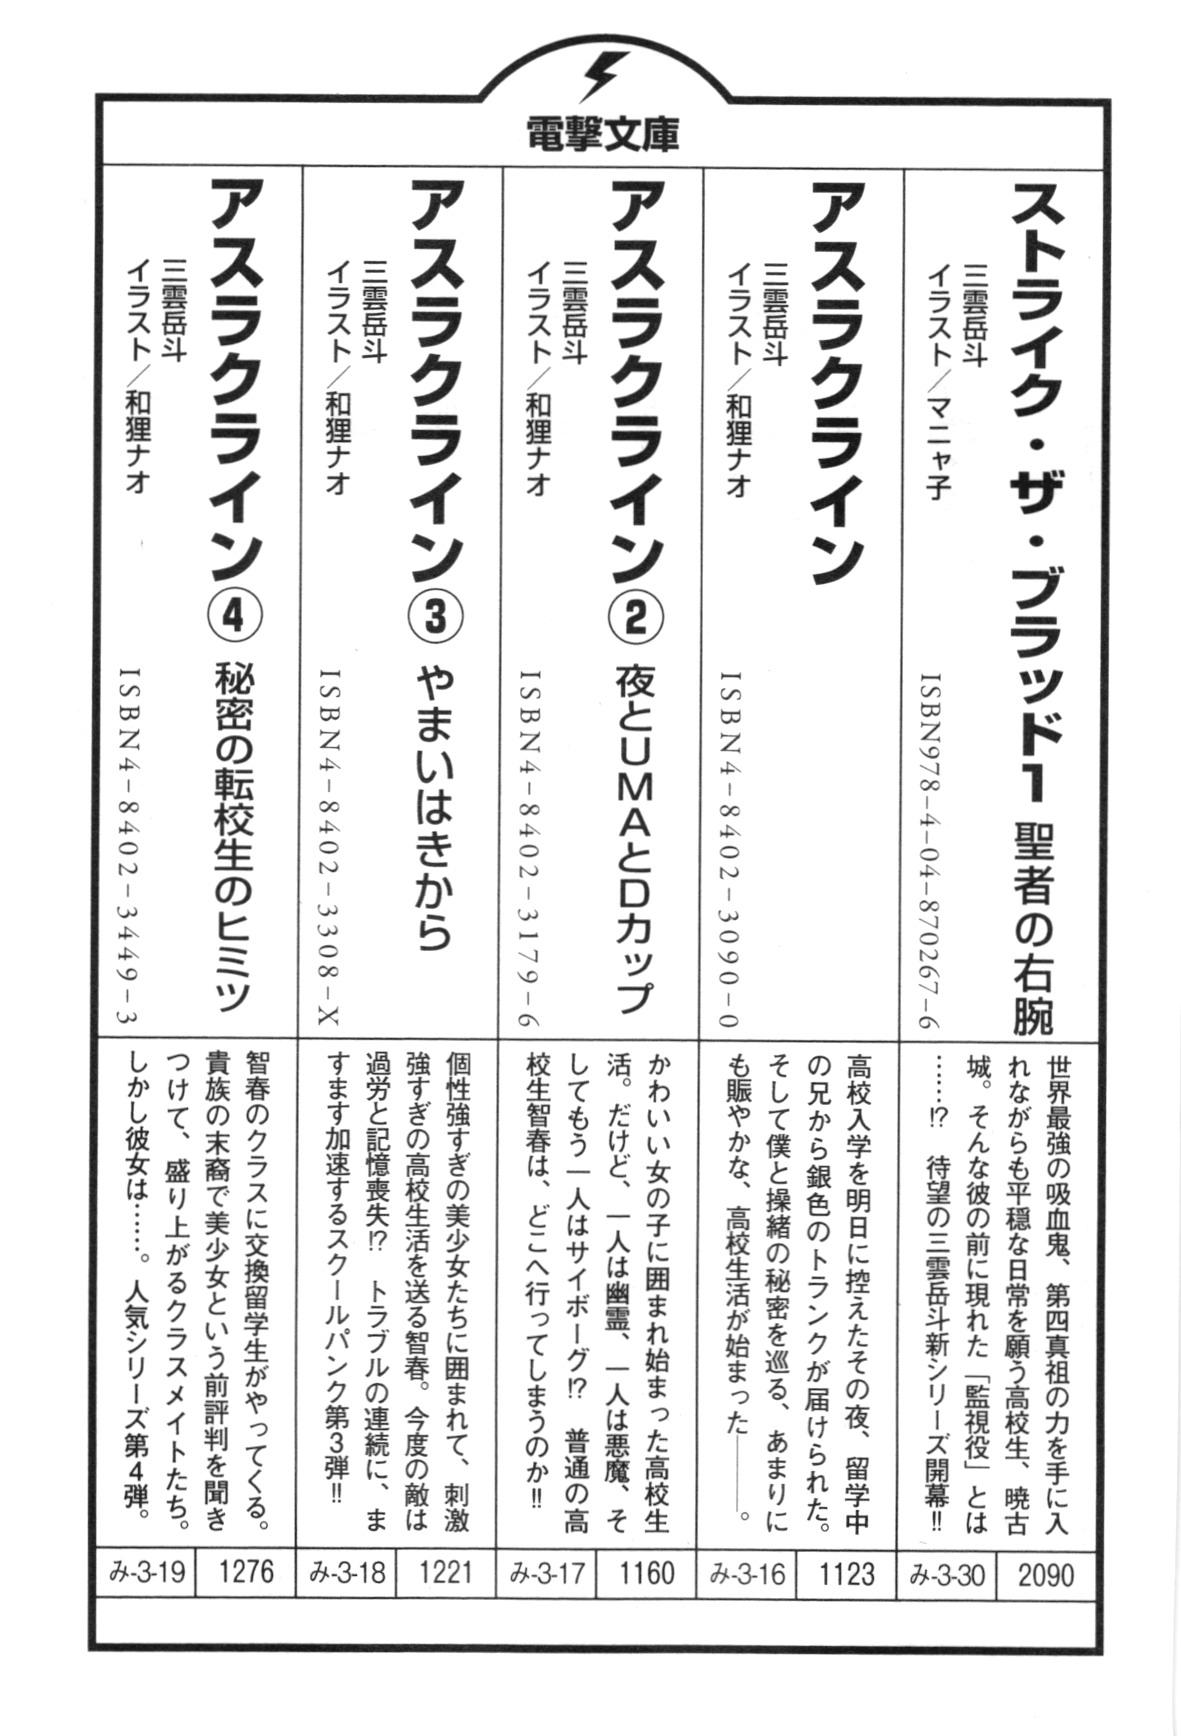 電撃文庫
ストライク・ザ・ブラッド1 聖者の右腕
三雲岳斗
イラスト/マニャ子
ISBN978-4-04-870267-6
世界最強の吸血鬼、第四真祖の力を手に入
れながらも平穏な日常を願う高校生、暁古
城。そんな彼の前に現れた「監視役」とは
……!? 待望の三雲岳斗新シリーズ開幕!!
み-3-30
2090
アスラクライン
三雲岳斗
イラスト/和狸ナオ
ISBN4-8402-3090-0
高校入学を明日に控えたその夜、留学中
の兄から銀色のトランクが届けられた。
そして僕と操緒の秘密を巡る、あまりに
も賑やかな、高校生活が始まった――。
み-3-16
1123
アスラクライン② 夜とUMAとDカップ
三雲岳斗
イラスト/和狸ナオ
ISBN4-8402-3179-6
かわいい女の子に囲まれ始まった高校生
活。だけど、一人は幽霊、一人は悪魔、そ
してもう一人はサイボーグ!? 普通の高
校生智春は、どこへ行ってしまうのか!!
み-3-17
1160
アスラクライン③ やまいはきから
三雲岳斗
イラスト/和狸ナオ
ISBN4-8402-3308-X
個性強すぎの美少女たちに囲まれて、刺激
強すぎの高校生活を送る智春。今度の敵は
過労と記憶喪失!? トラブルの連続に、ま
すます加速するスクールパンク第3弾!!
み-3-18
1221
アスラクライン④ 秘密の転校生のヒミツ
三雲岳斗
イラスト/和狸ナオ
ISBN4-8402-3449-3
智春のクラスに交換留学生がやってくる。
貴族の末裔で美少女という前評判を聞き
つけて、盛り上がるクラスメイトたち。
しかし彼女は……。人気シリーズ第4弾。
み-3-19
1276